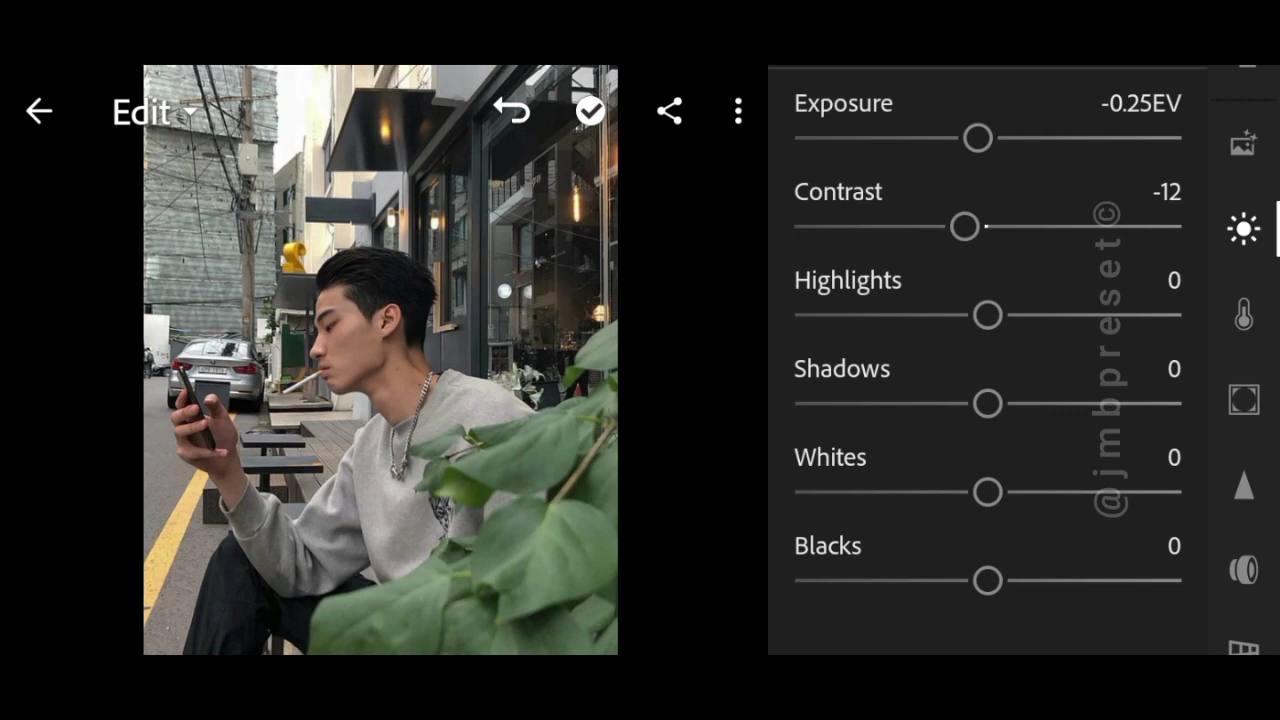 Edit
Exposure -0.25EV
Contrast -12
Highlights 0
Shadows 0
Whites 0
Blacks 0
@jmbpreset©